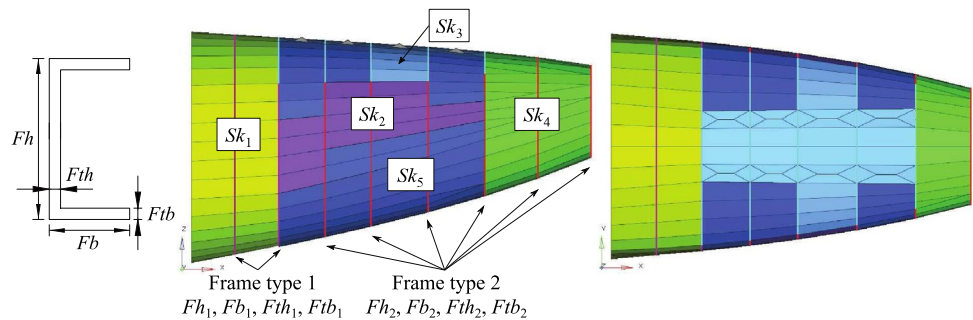 Fh
Fth
Ftb
Fb
Sk₃
Sk₂
Sk₁
Sk₄
Sk₅
Z
Y
X
Frame type 1
Fh₁, Fb₁, Fth₁, Ftb₁
Frame type 2
Fh₂, Fb₂, Fth₂, Ftb₂
Y
Z
X